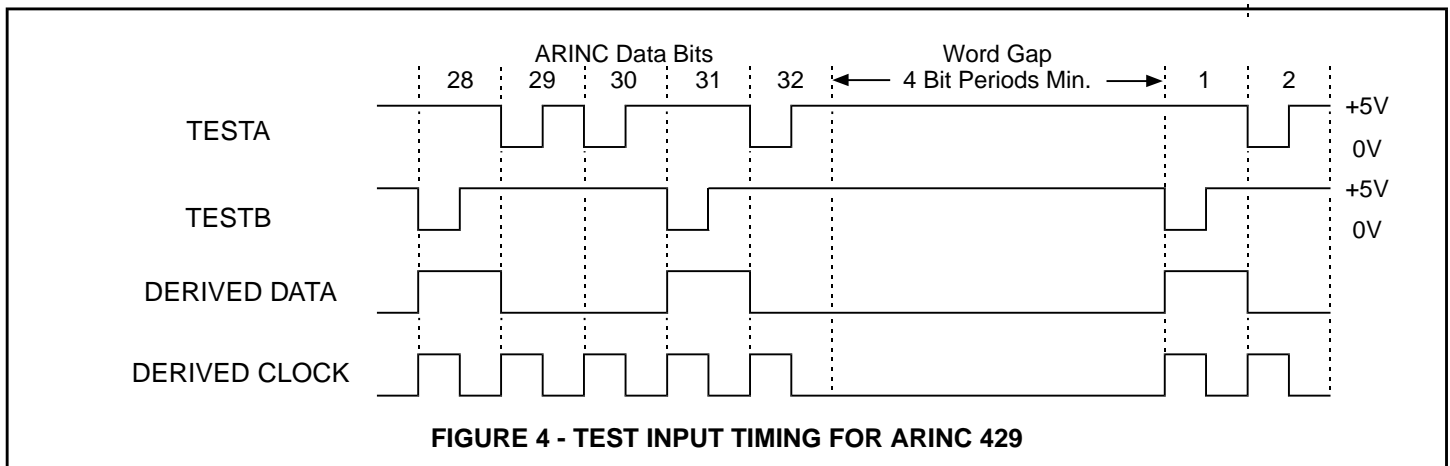 ARINC Data Bits
Word Gap
28 29 30 31 32 4 Bit Periods Min. 1 2
TESTA
+5V
0V
TESTB
+5V
0V
DERIVED DATA
DERIVED CLOCK
FIGURE 4 - TEST INPUT TIMING FOR ARINC 429